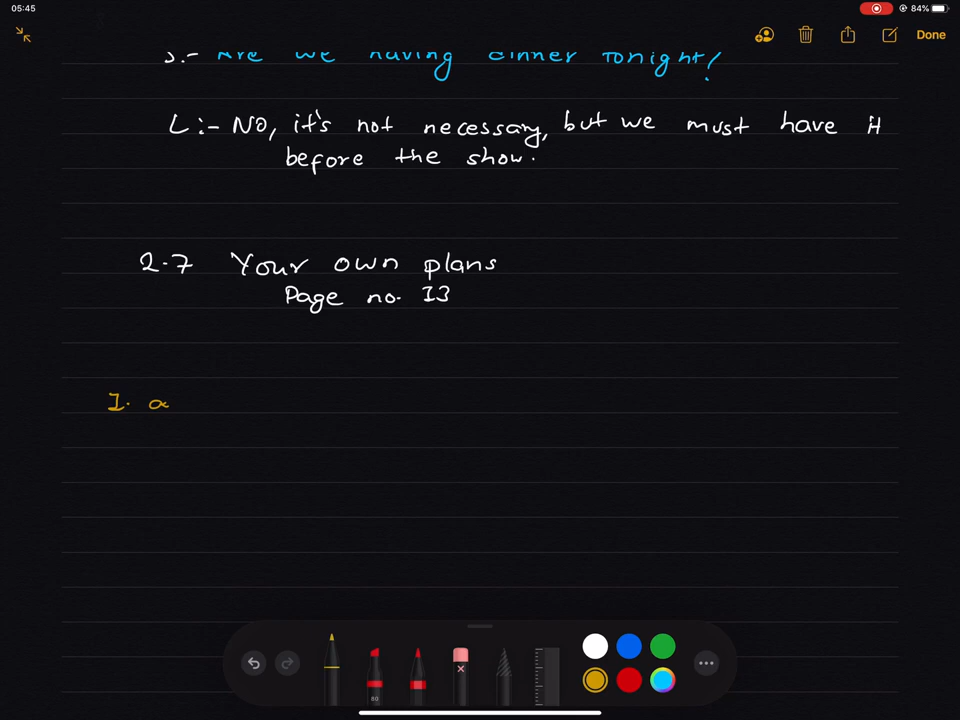 05:45
84%
Done
S:- Are we having dinner tonight?
L:- No, it's not necessary, but we must have it
before the show.
2.7 Your own plans
Page no. 13
1. a
80